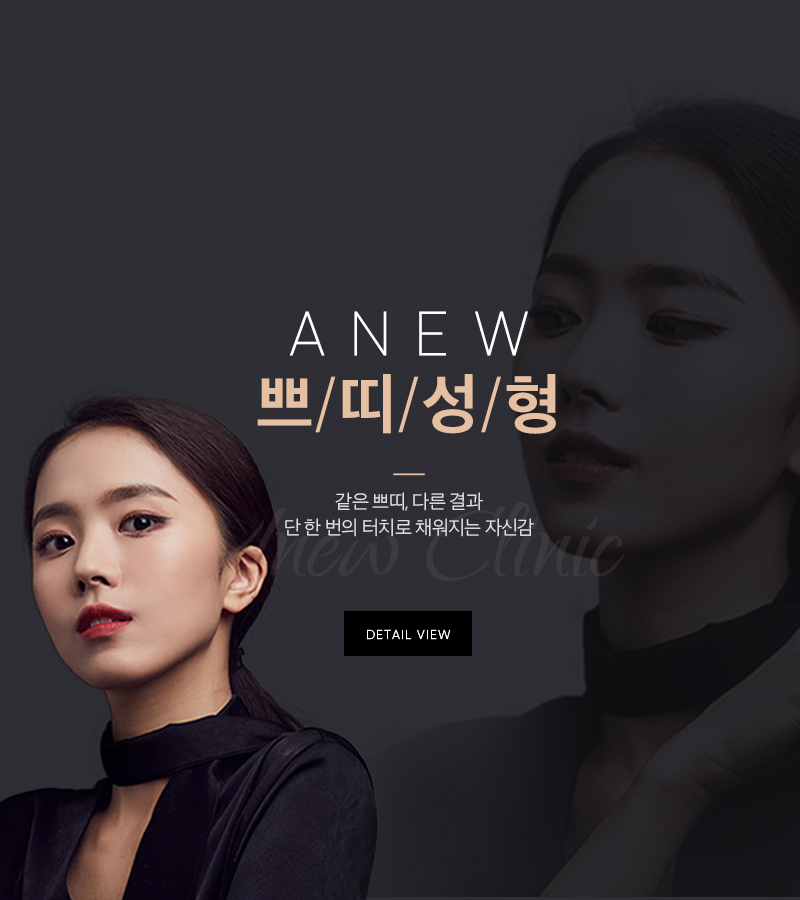 ANEW
쁘/띠/성/형
같은 쁘띠, 다른 결과
단 한 번의 터치로 채워지는 자신감
Anew Clinic
DETAIL VIEW